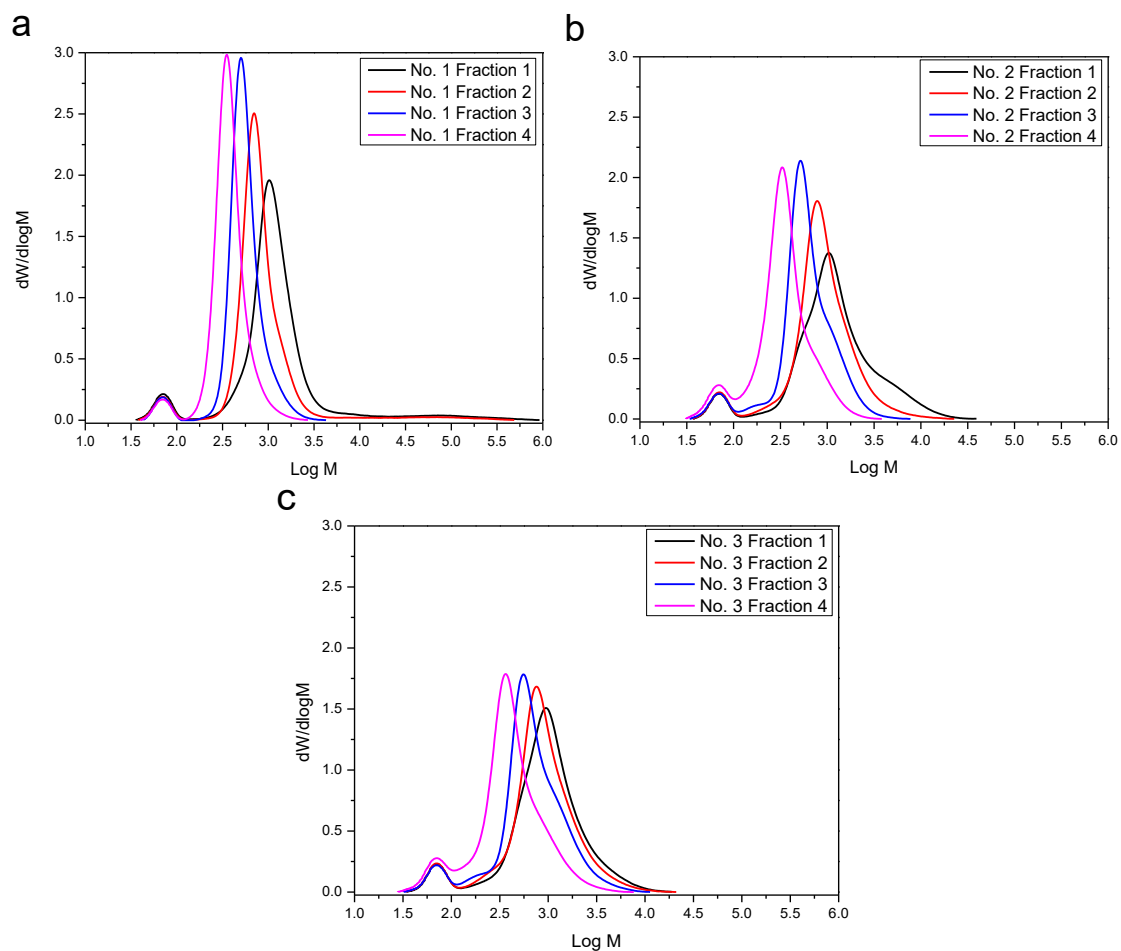 a
No. 1 Fraction 1
No. 1 Fraction 2
No. 1 Fraction 3
No. 1 Fraction 4
3.0
2.5
2.0
1.5
1.0
0.5
0.0
dW/dlogM
1.0 1.5 2.0 2.5 3.0 3.5 4.0 4.5 5.0 5.5 6.0
Log M
b
No. 2 Fraction 1
No. 2 Fraction 2
No. 2 Fraction 3
No. 2 Fraction 4
3.0
2.5
2.0
1.5
1.0
0.5
0.0
dW/dlogM
1.0 1.5 2.0 2.5 3.0 3.5 4.0 4.5 5.0 5.5 6.0
Log M
c
No. 3 Fraction 1
No. 3 Fraction 2
No. 3 Fraction 3
No. 3 Fraction 4
3.0
2.5
2.0
1.5
1.0
0.5
0.0
dW/dlogM
1.0 1.5 2.0 2.5 3.0 3.5 4.0 4.5 5.0 5.5 6.0
Log M